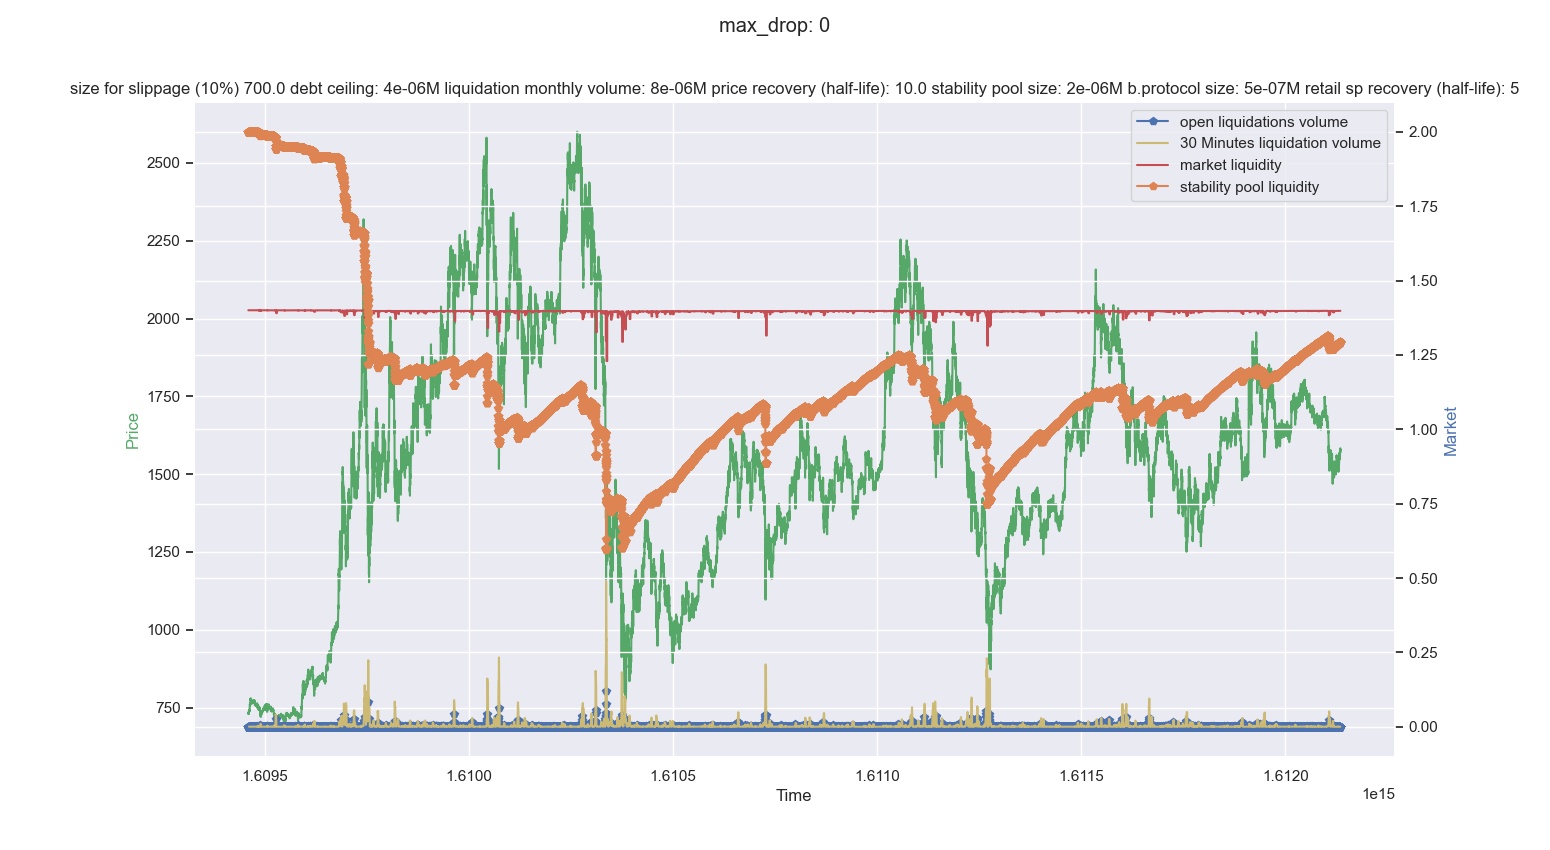 max_drop: 0
size for slippage (10%) 700.0 debt ceiling: 4e-06M liquidation monthly volume: 8e-06M price recovery (half-life): 10.0 stability pool size: 2e-06M b.protocol size: 5e-07M retail sp recovery (half-life): 5
open liquidations volume
30 Minutes liquidation volume
market liquidity
stability pool liquidity
2500
2250
2000
1750
1500
1250
1000
750
Price
2.00
1.75
1.50
1.25
1.00
0.75
0.50
0.25
0.00
Market
1.6095
1.6100
1.6105
1.6110
1.6115
1.6120
Time
1e15